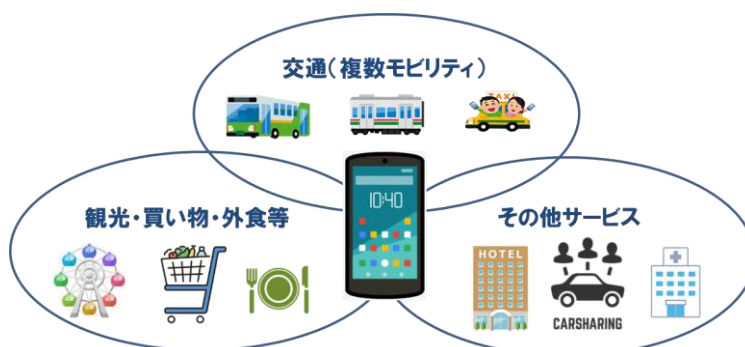 交通(複数モビリティ)
TAXI
10:40
観光・買い物・外食等
その他サービス
HOTEL
CARSHARING